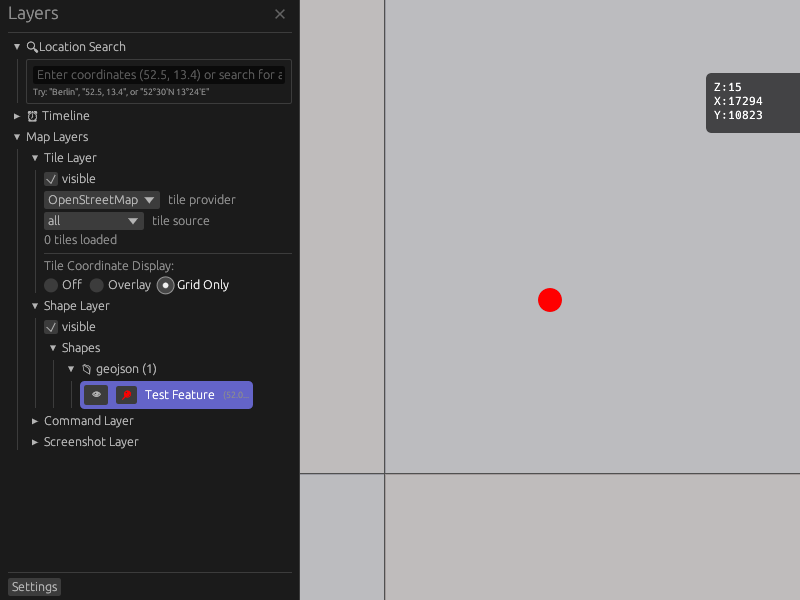 Layers
Location Search
Enter coordinates (52.5, 13.4) or search for a
Try: "Berlin", "52.5, 13.4", or "52°30'N 13°24'E"
Timeline
Map Layers
Tile Layer
visible
OpenStreetMap tile provider
all tile source
0 tiles loaded
Tile Coordinate Display:
Off Overlay Grid Only
Shape Layer
visible
Shapes
geojson (1)
Test Feature (52.0...
Command Layer
Screenshot Layer
Settings
Z:15
X:17294
Y:10823